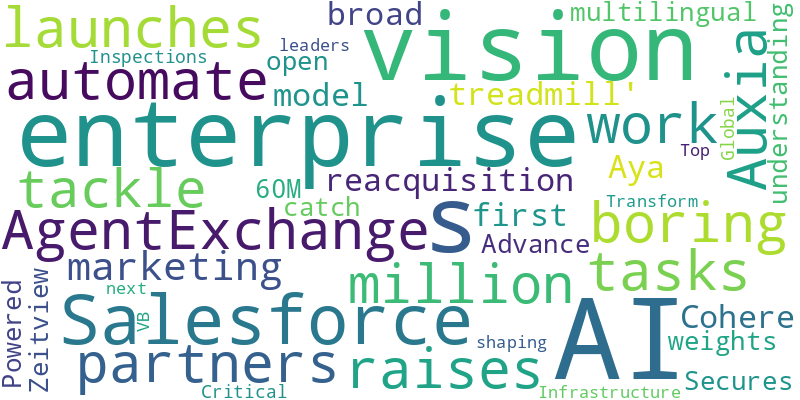 launches
broad
multilingual
leaders
Inspections
open
vision
understanding
Auxia
automate
model
treadmill'
enterprise
work
Global
Top
Aya
tackle
60M
reacquisition
catch
Transform
AgentExchange
s
first
boring
Advance
marketing
million
tasks
Powered
Zeitview
next
VB
Salesforce
AI
Cohere
weights
shaping
partners
raises
Secures
Critical
Infrastructure